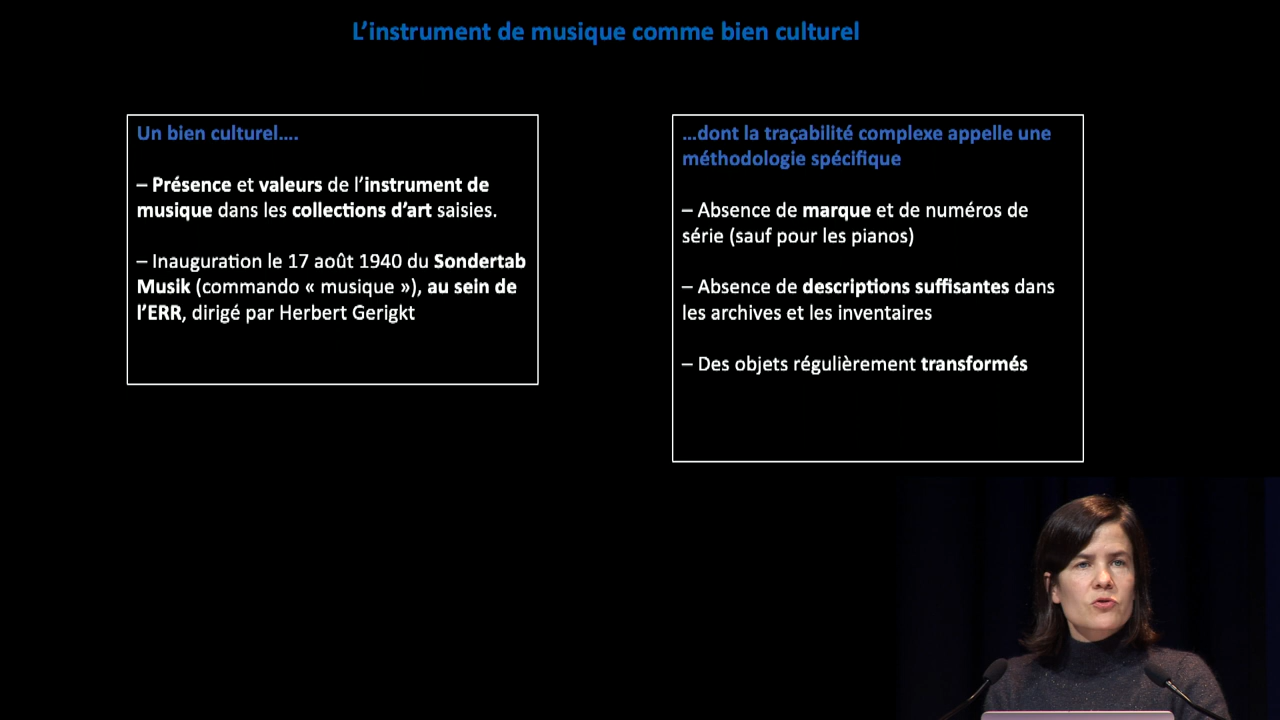 L’instrument de musique comme bien culturel
Un bien culturel....
– Présence et valeurs de l’instrument de
musique dans les collections d’art saisies.
– Inauguration le 17 août 1940 du Sondertab
Musik (commando « musique »), au sein de
l’ERR, dirigé par Herbert Gerigkt
...dont la traçabilité complexe appelle une
méthodologie spécifique
– Absence de marque et de numéros de
série (sauf pour les pianos)
– Absence de descriptions suffisantes dans
les archives et les inventaires
– Des objets régulièrement transformés